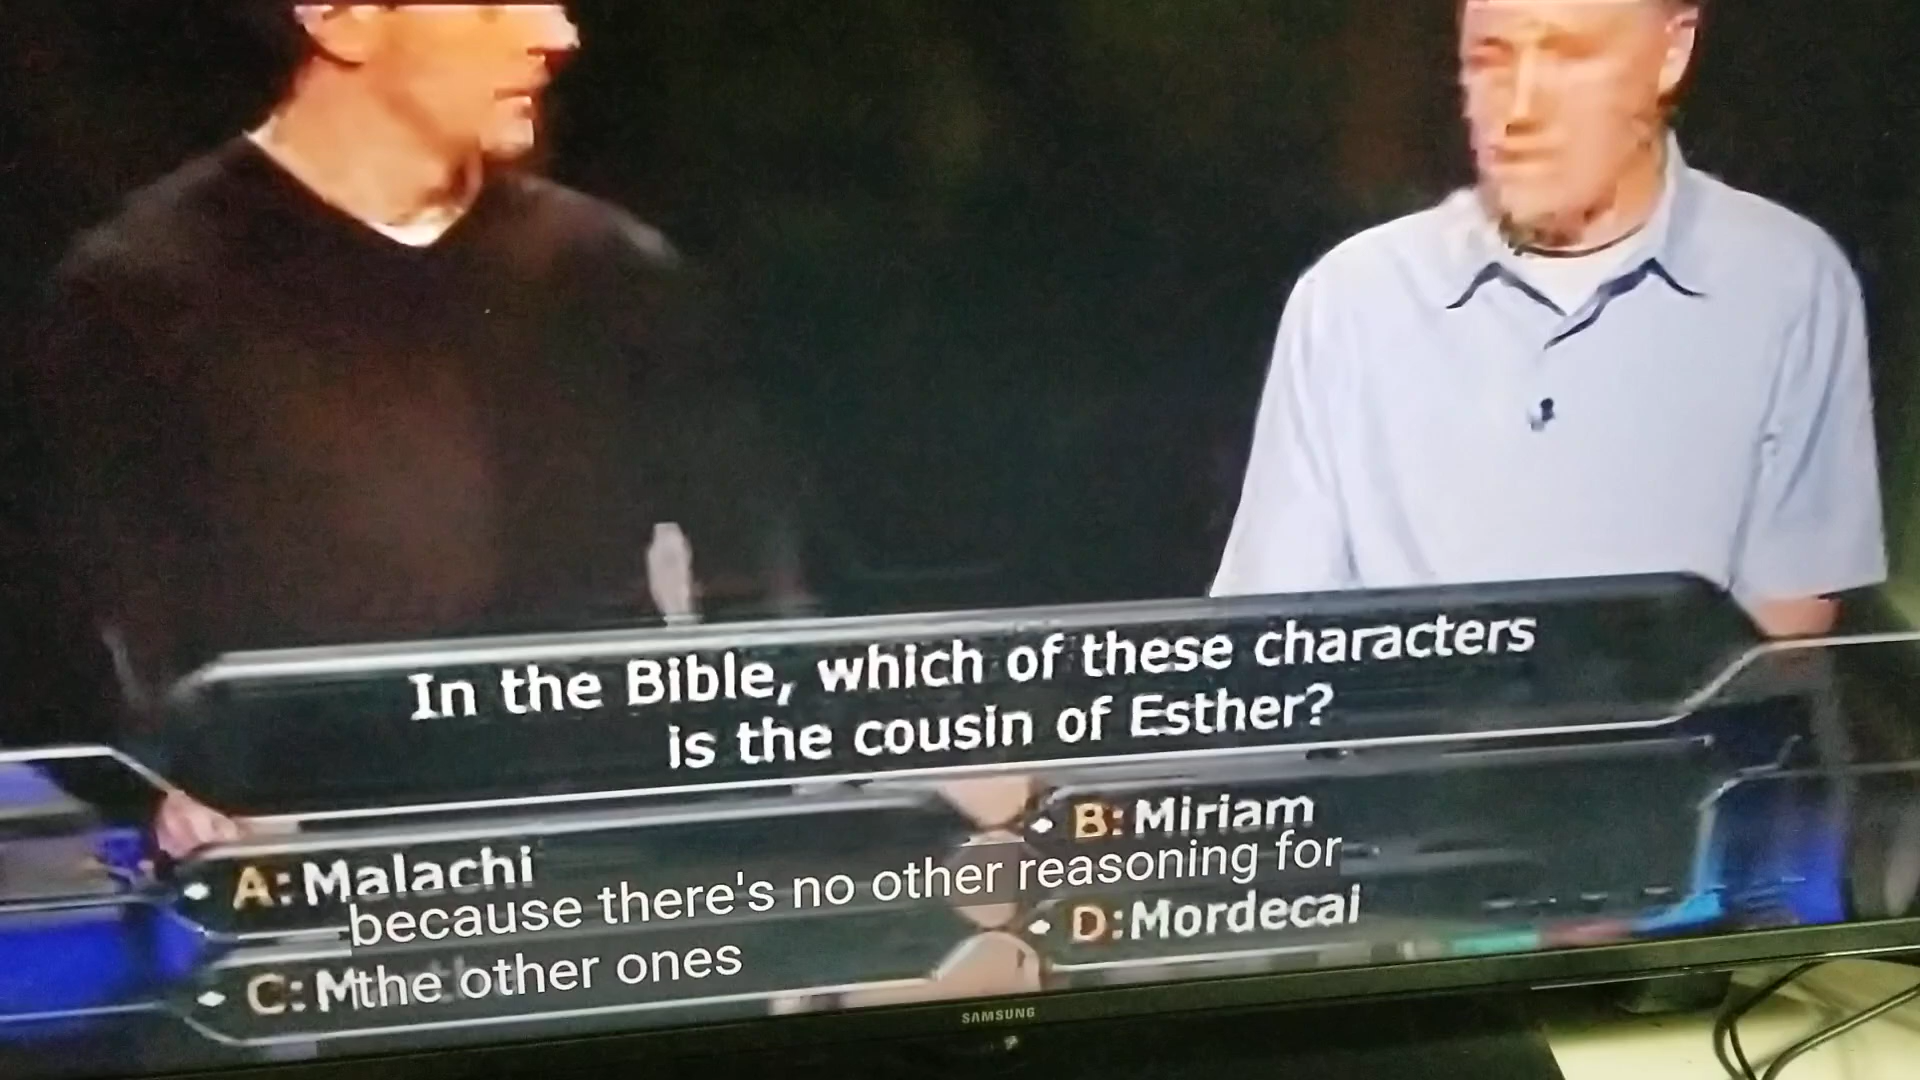 In the Bible, which of these characters
is the cousin of Esther?
A: Malachi
B: Miriam
because there's no other reasoning for
D: Mordecai
C:
the other ones
SAMSUNG